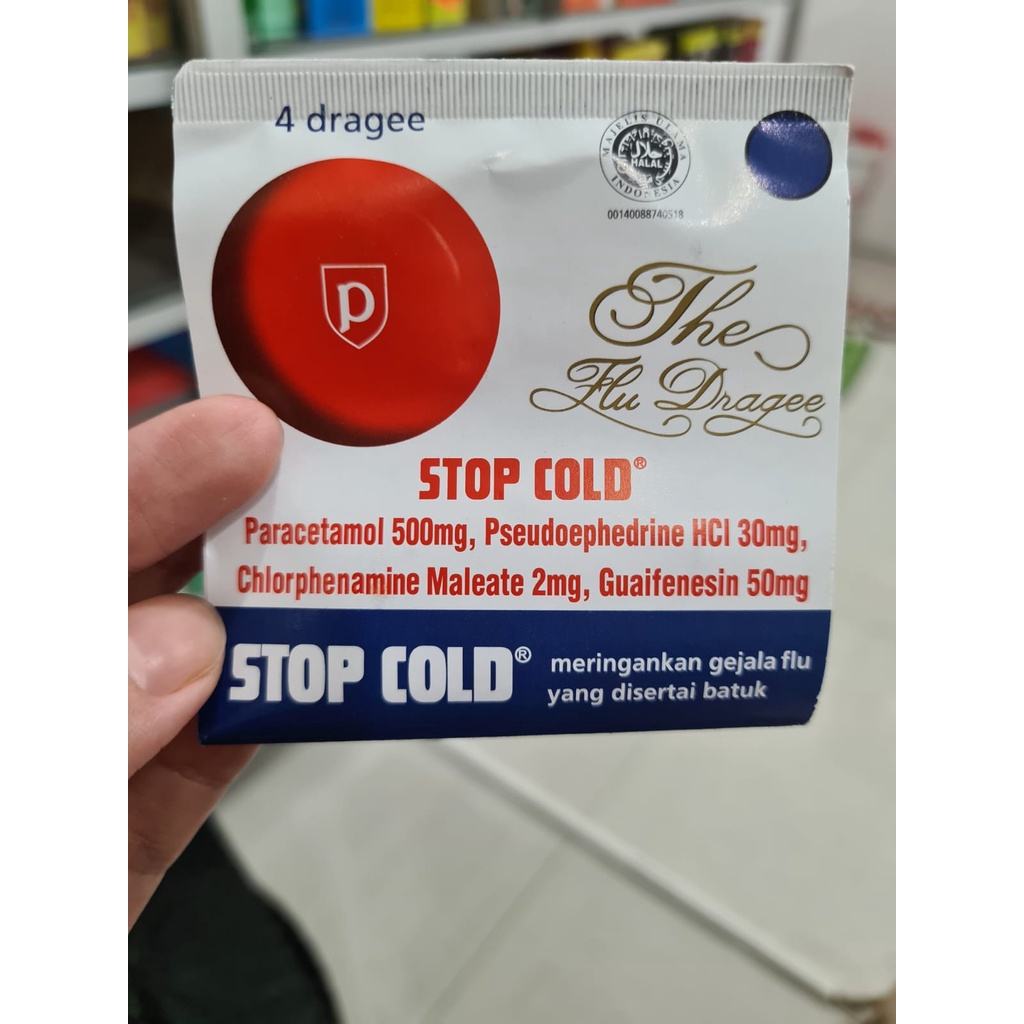 4 dragee
MAJELIS ULAMA
حلال
HALAL
INDONESIA
00140088740518
p
The
Flu Dragee
STOP COLD®
Paracetamol 500mg, Pseudoephedrine HCl 30mg,
Chlorphenamine Maleate 2mg, Guaifenesin 50mg
STOP COLD® meringankan gejala flu
yang disertai batuk